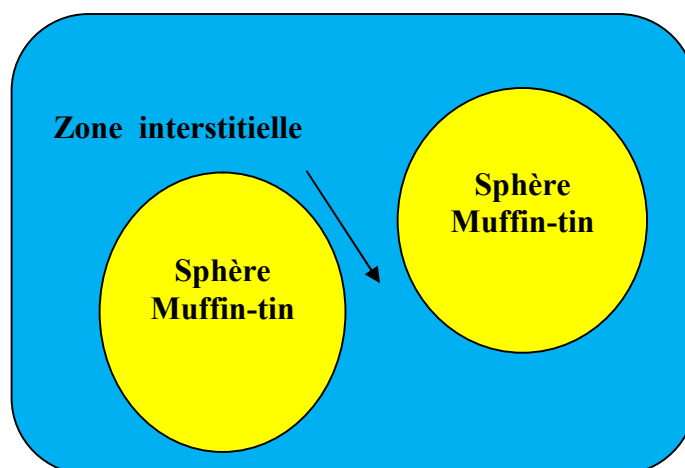 Zone interstitielle
Sphère
Muffin-tin
Sphère
Muffin-tin